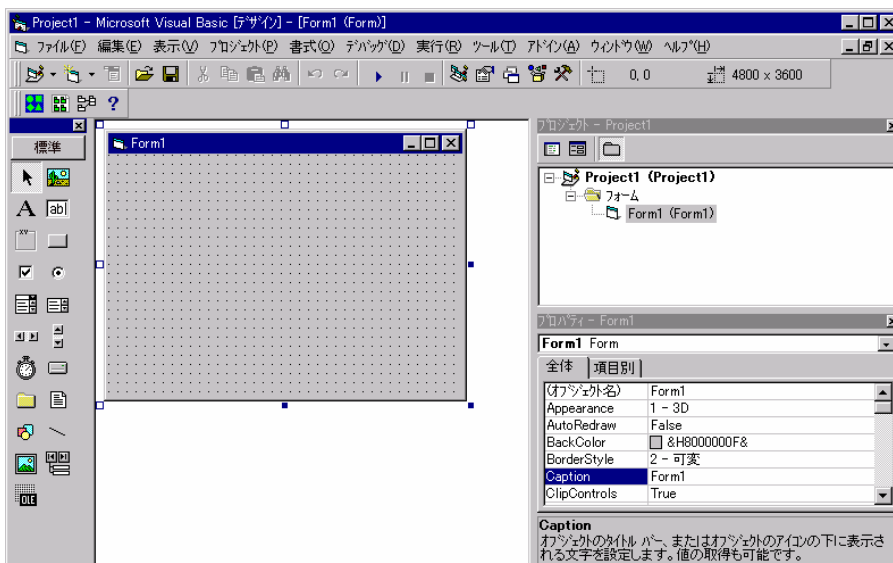 Project1 - Microsoft Visual Basic [ﾃﾞｻﾞｲﾝ] - [Form1 (Form)]
ﾌｧｲﾙ(F) 編集(E) 表示(V) ﾌﾟﾛｼﾞｪｸﾄ(P) 書式(O) ﾃﾞﾊﾞｯｸﾞ(D) 実行(R) ﾂｰﾙ(T) ｱﾄﾞｲﾝ(A) ｳｨﾝﾄﾞｳ(W) ﾍﾙﾌﾟ(H)
0, 0 4800 x 3600
標準
A ab
xv
OLE
Form1
ﾌﾟﾛｼﾞｪｸﾄ - Project1
Project1 (Project1)
ﾌｫｰﾑ
Form1 (Form1)
ﾌﾟﾛﾊﾟﾃｨ - Form1
Form1 Form
全体 項目別
(ｵﾌﾞｼﾞｪｸﾄ名) Form1
Appearance 1 - 3D
AutoRedraw False
BackColor &H8000000F&
BorderStyle 2 - 可変
Caption Form1
ClipControls True
Caption
ｵﾌﾞｼﾞｪｸﾄのﾀｲﾄﾙ ﾊﾞｰ、またはｵﾌﾞｼﾞｪｸﾄのｱｲｺﾝの下に表示さ
れる文字を設定します。値の取得も可能です。